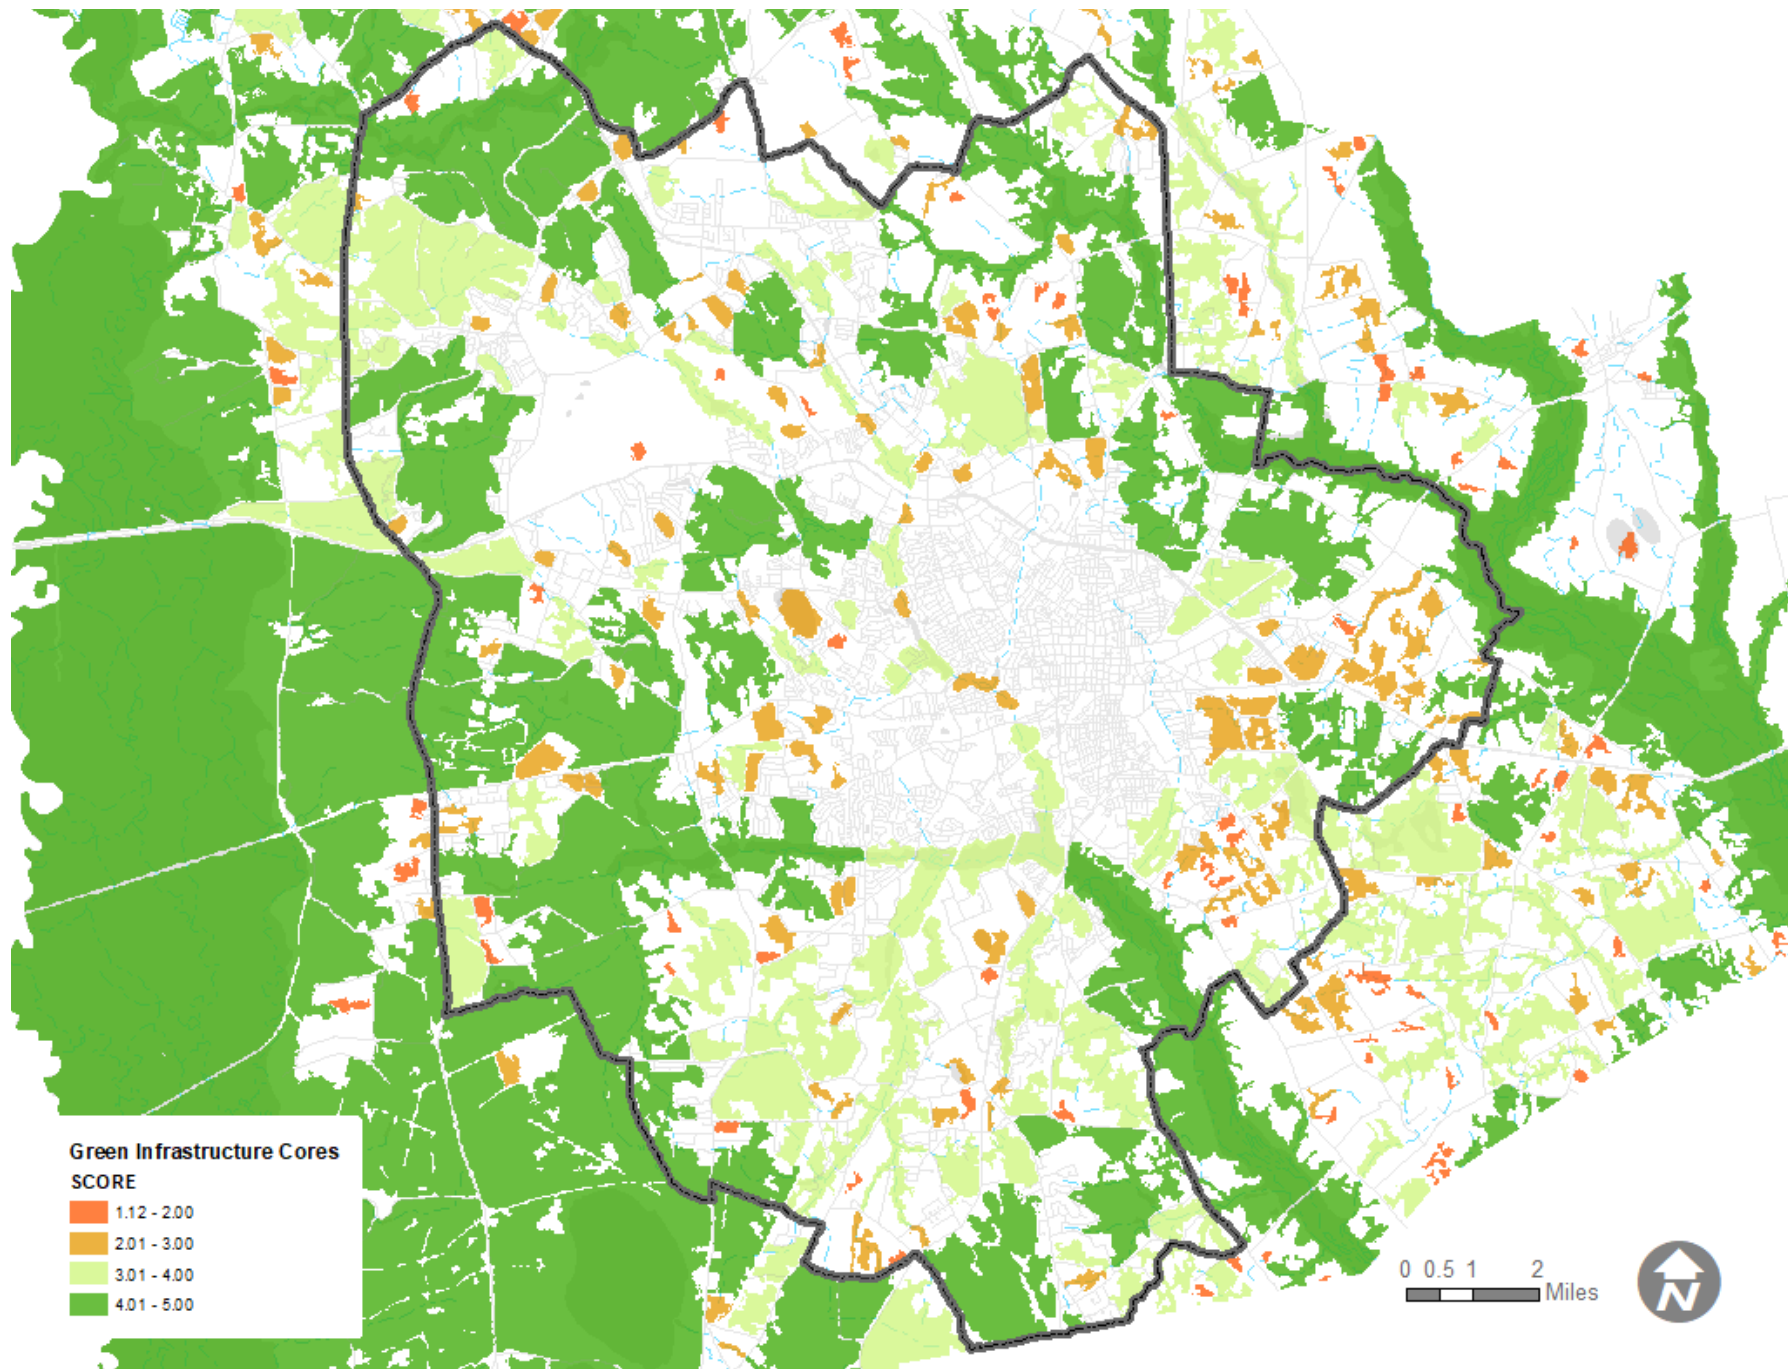 Green Infrastructure Cores
SCORE
1.12 - 2.00
2.01 - 3.00
3.01 - 4.00
4.01 - 5.00
0 0.5 1 2
Miles
N